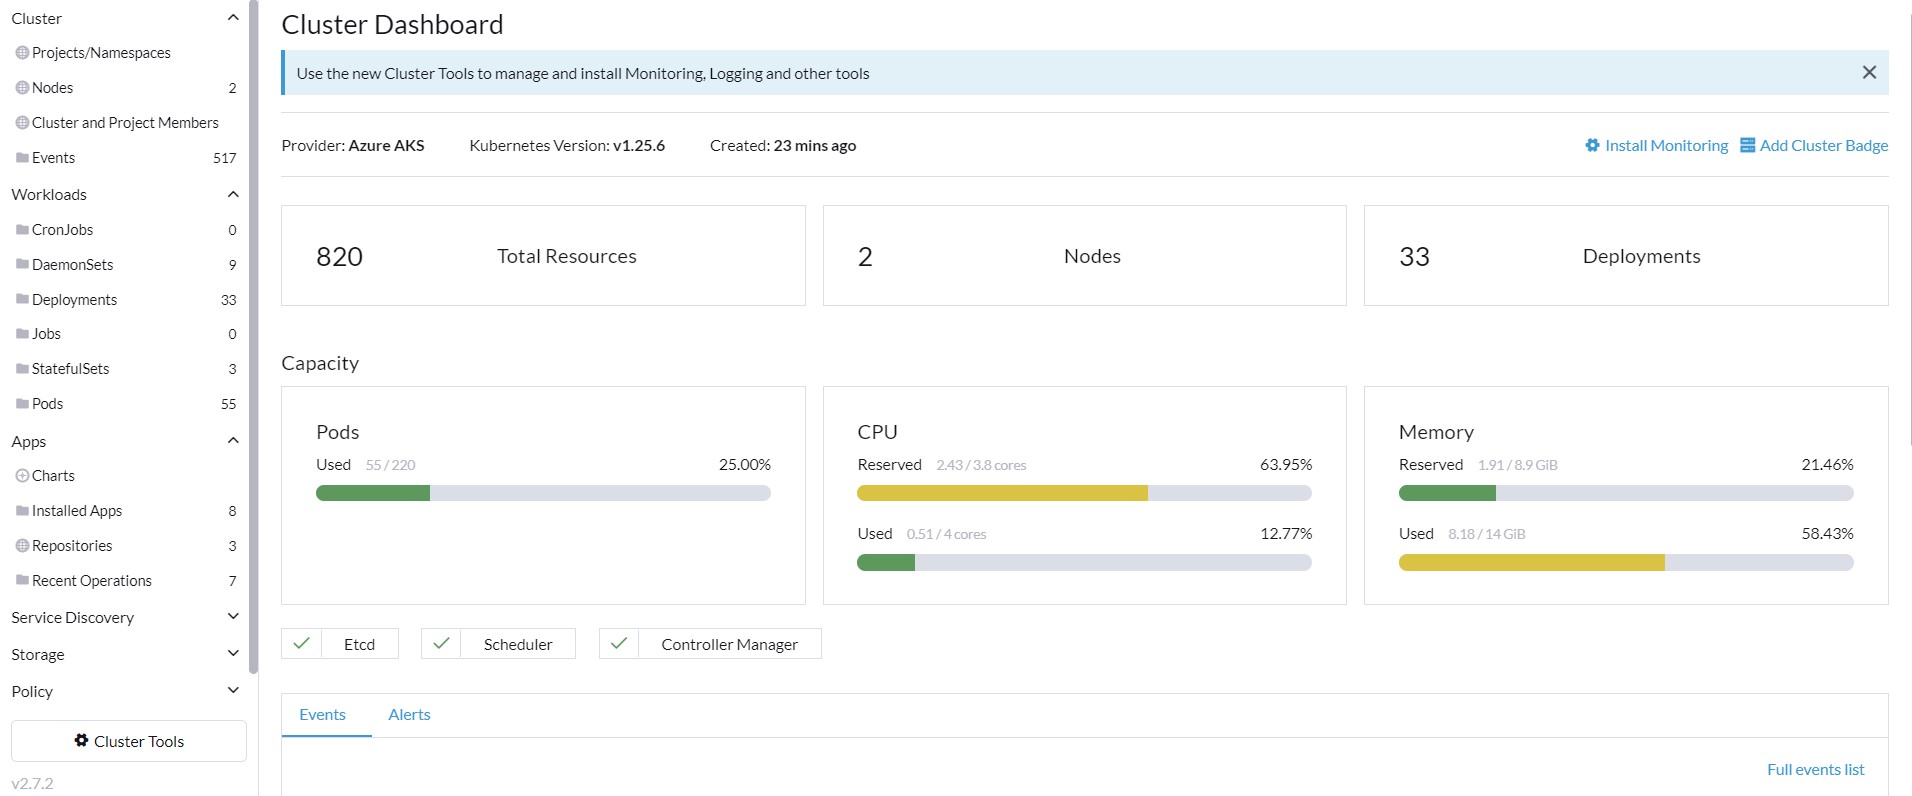 Cluster
Projects/Namespaces
Nodes 2
Cluster and Project Members
Events 517
Workloads
CronJobs 0
DaemonSets 9
Deployments 33
Jobs 0
StatefulSets 3
Pods 55
Apps
Charts
Installed Apps 8
Repositories 3
Recent Operations 7
Service Discovery
Storage
Policy
Cluster Tools
v2.7.2
Cluster Dashboard
Use the new Cluster Tools to manage and install Monitoring, Logging and other tools
Provider: Azure AKS Kubernetes Version: v1.25.6 Created: 23 mins ago Install Monitoring Add Cluster Badge
820 Total Resources 2 Nodes 33 Deployments
Capacity
Pods
Used 55 / 220 25.00%
CPU
Reserved 2.43 / 3.8 cores 63.95%
Used 0.51 / 4 cores 12.77%
Memory
Reserved 1.91 / 8.9 GiB 21.46%
Used 8.18 / 14 GiB 58.43%
Etcd Scheduler Controller Manager
Events Alerts
Full events list